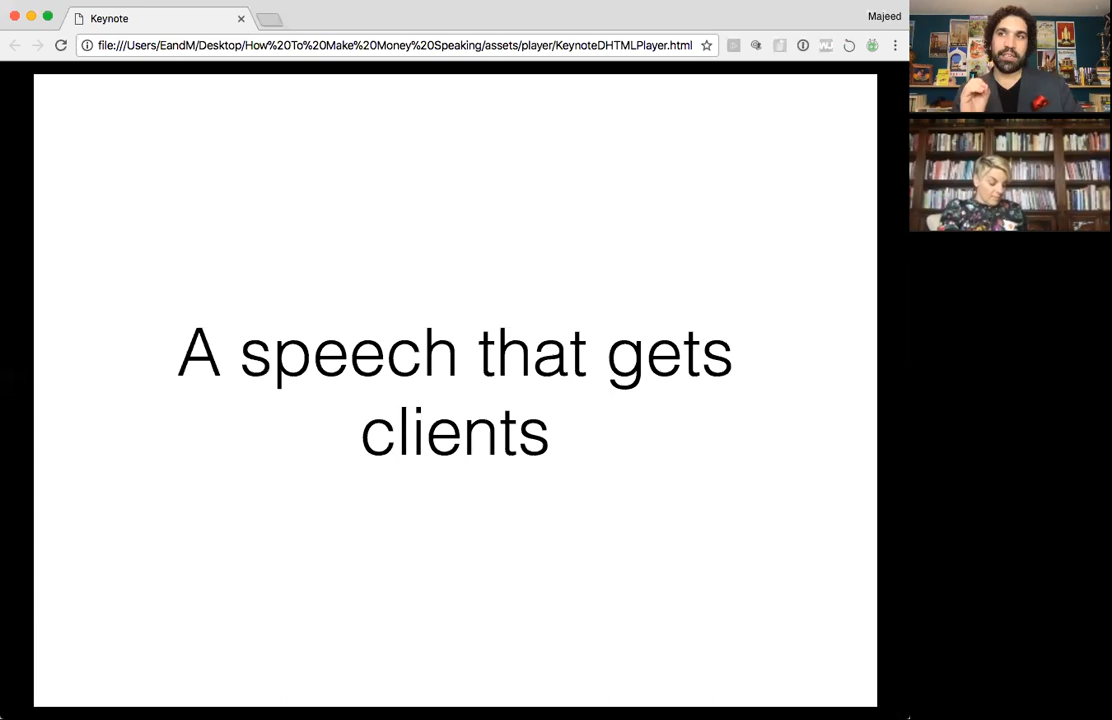 Keynote
Majeed
file:///Users/EandM/Desktop/How%20To%20Make%20Money%20Speaking/assets/player/KeynoteDHTMLPlayer.html
A speech that gets
clients